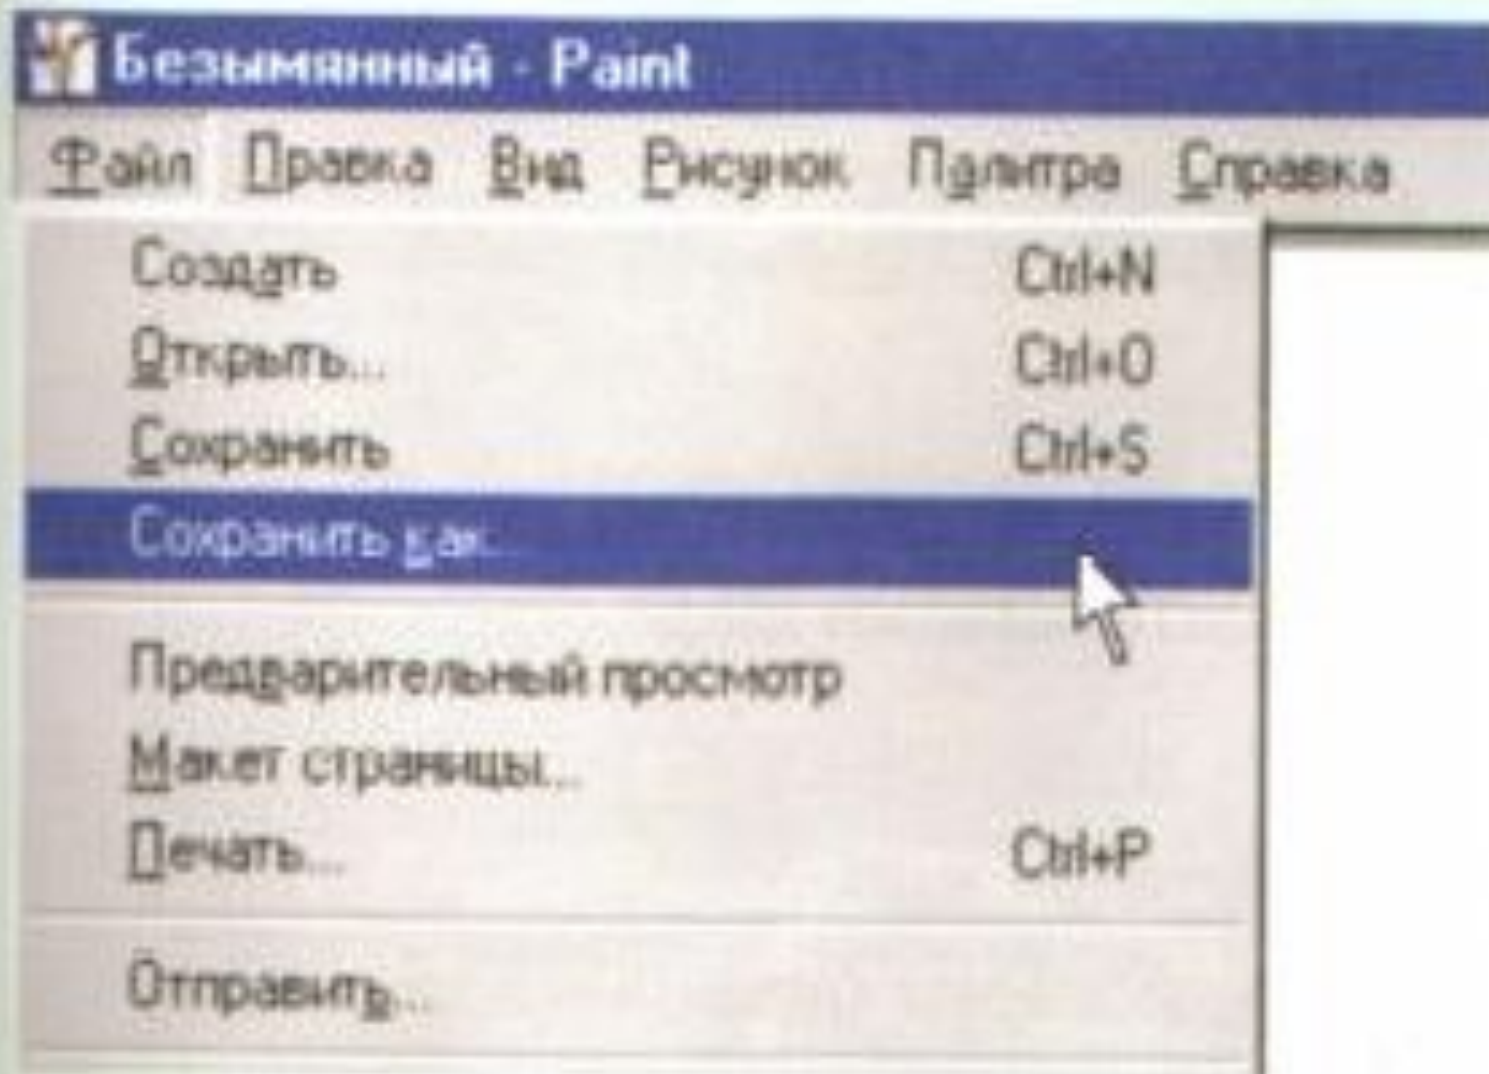 Безымянный - Paint
Файл Правка Вид Рисунок Палитра Справка
Создать Ctrl+N
Открыть... Ctrl+O
Сохранить Ctrl+S
Сохранить как...
Предварительный просмотр
Макет страницы...
Печать... Ctrl+P
Отправить...